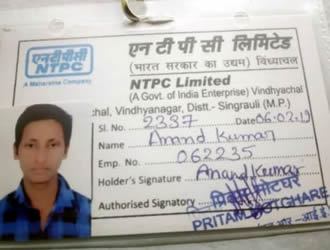 एन टी पी सी लिमिटेड
एनटीपीसी
NTPC
A Maharatna Company
(भारत सरकार का उद्यम) विंध्याचल
NTPC Limited
(A Govt. of India Enterprise) Vindhyachal
chal, Vindhyanagar, Distt.- Singrauli (M.P.)
Sl. No. 2337 Date 06.02.19
Name Anand Kumar
Emp. No. 062235
Holder's Signature Anand Kumar
Authorised Signatory
PRITAM